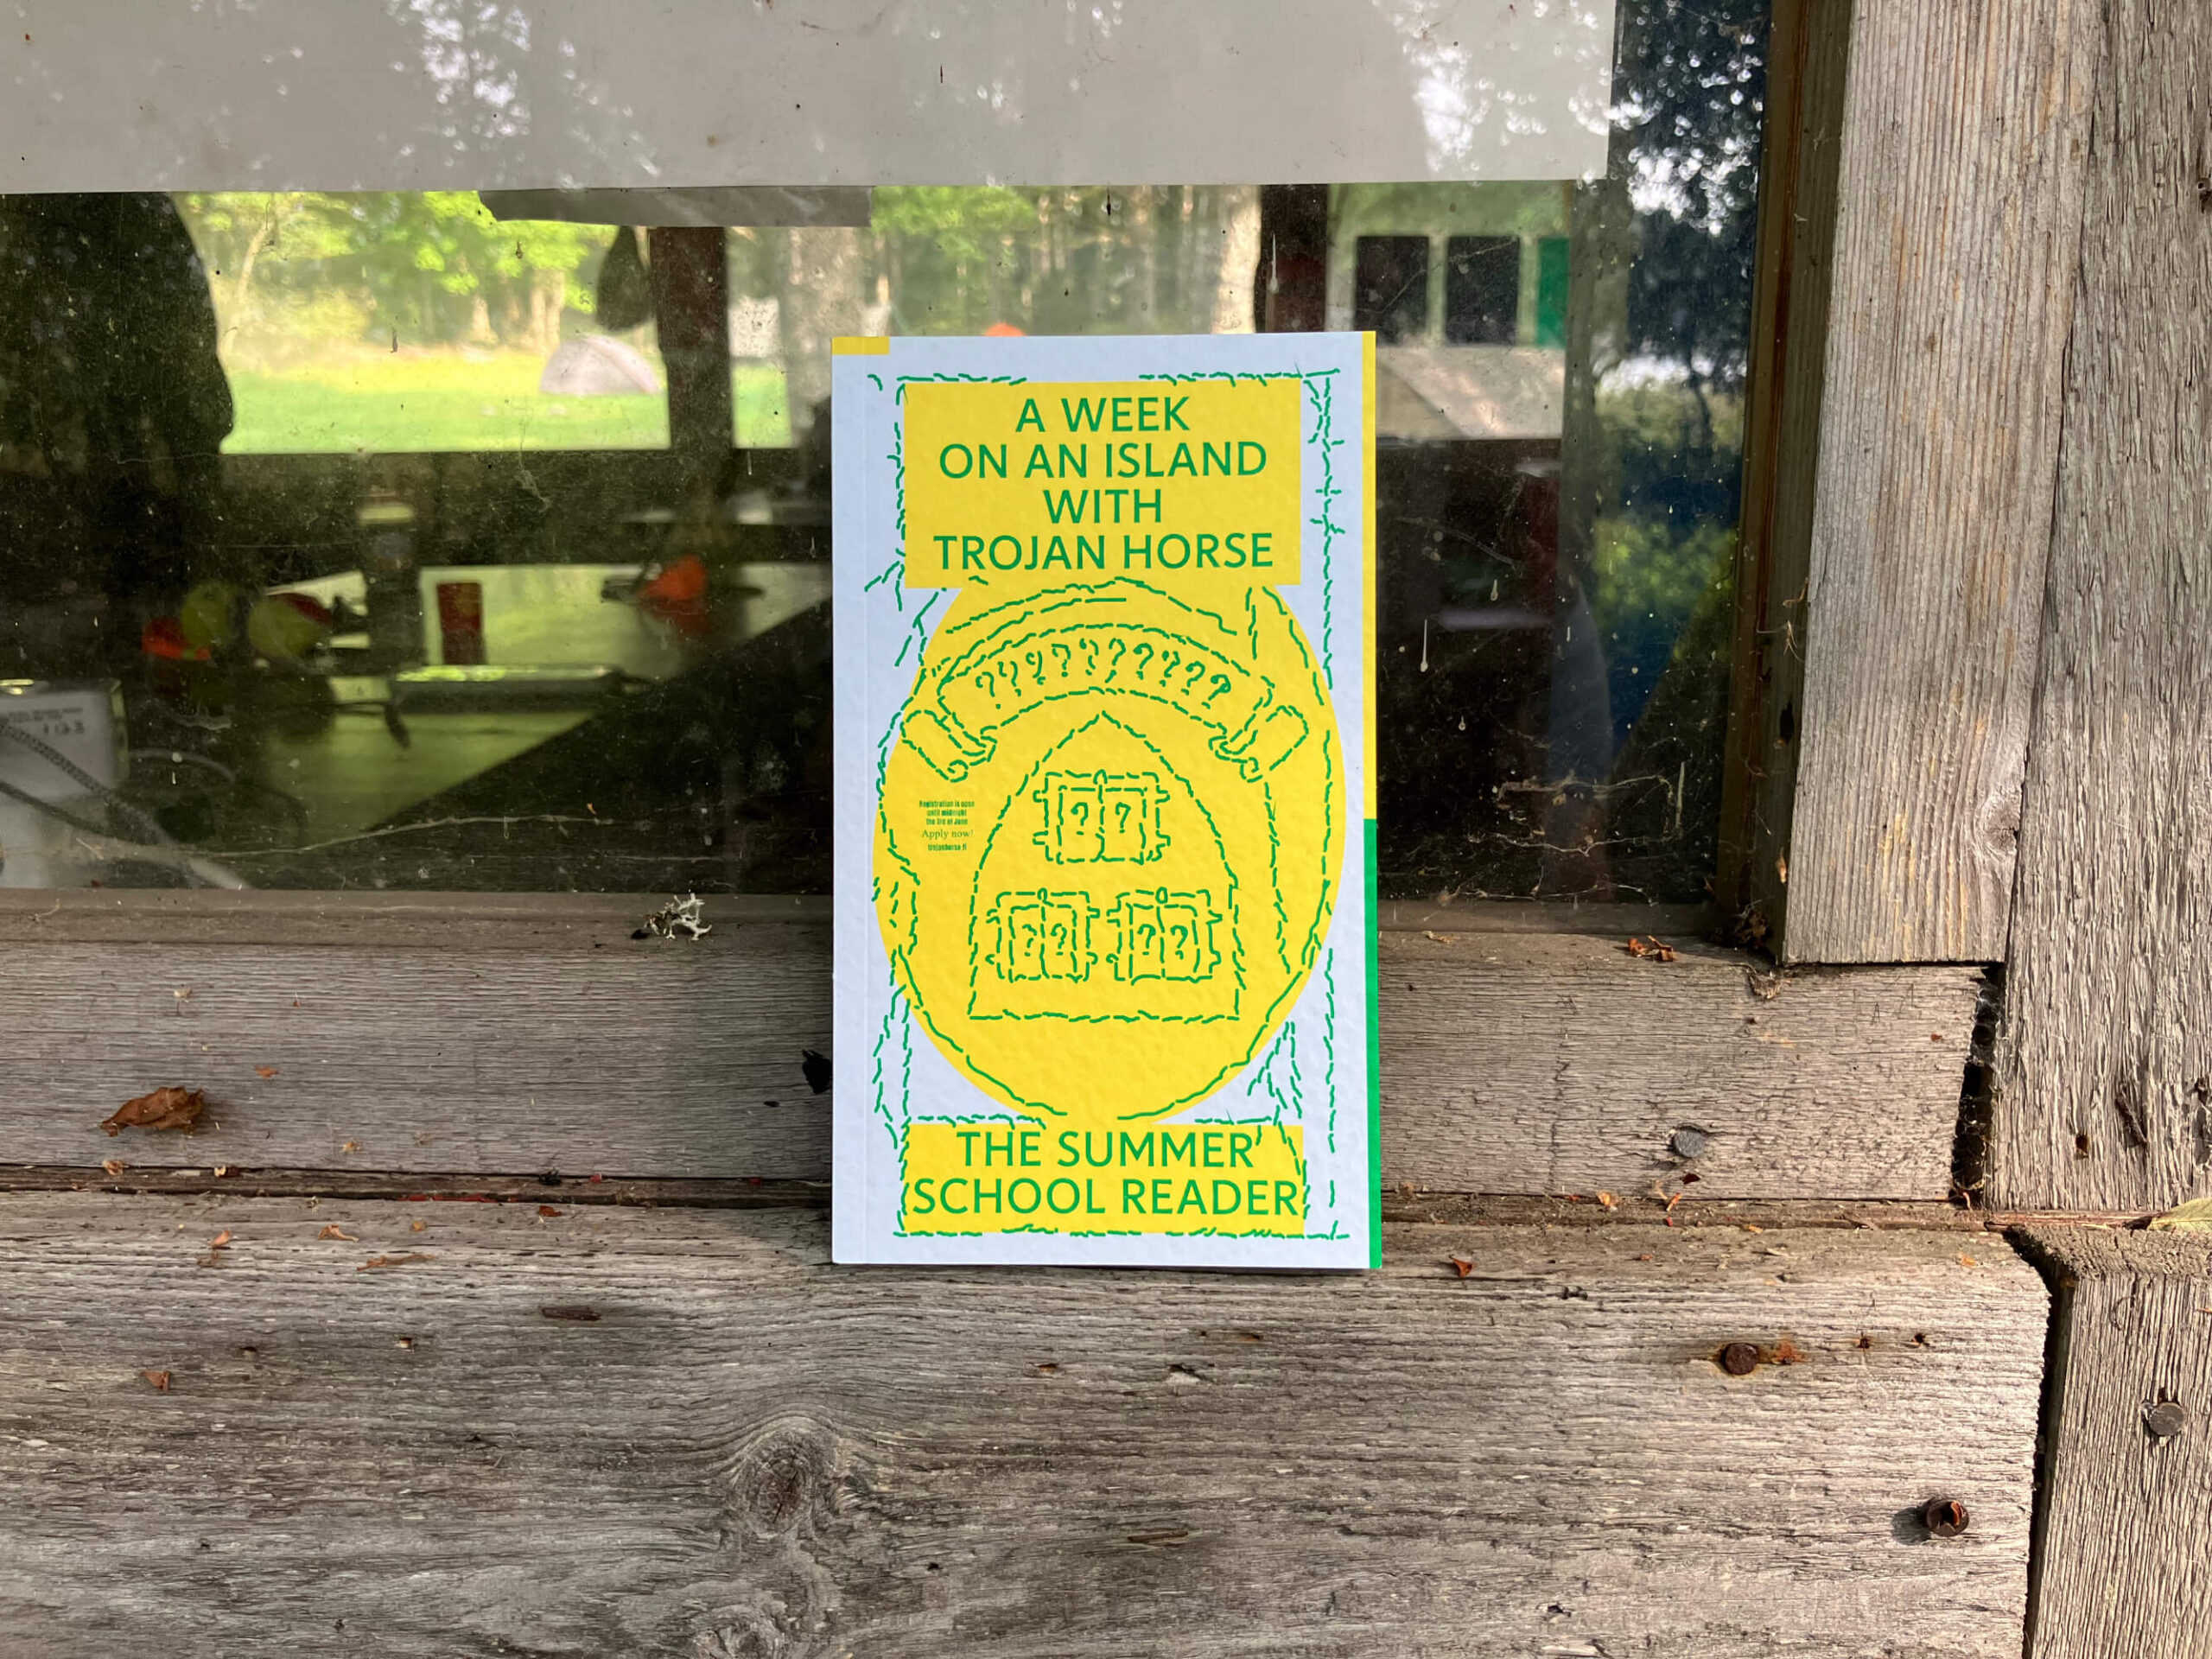 A WEEK
ON AN ISLAND
WITH
TROJAN HORSE
??????????
? ?
Registration is open
until midnight
the 3rd of June
Apply now!
trojanhorse.fi
? ? ? ?
THE SUMMER
SCHOOL READER